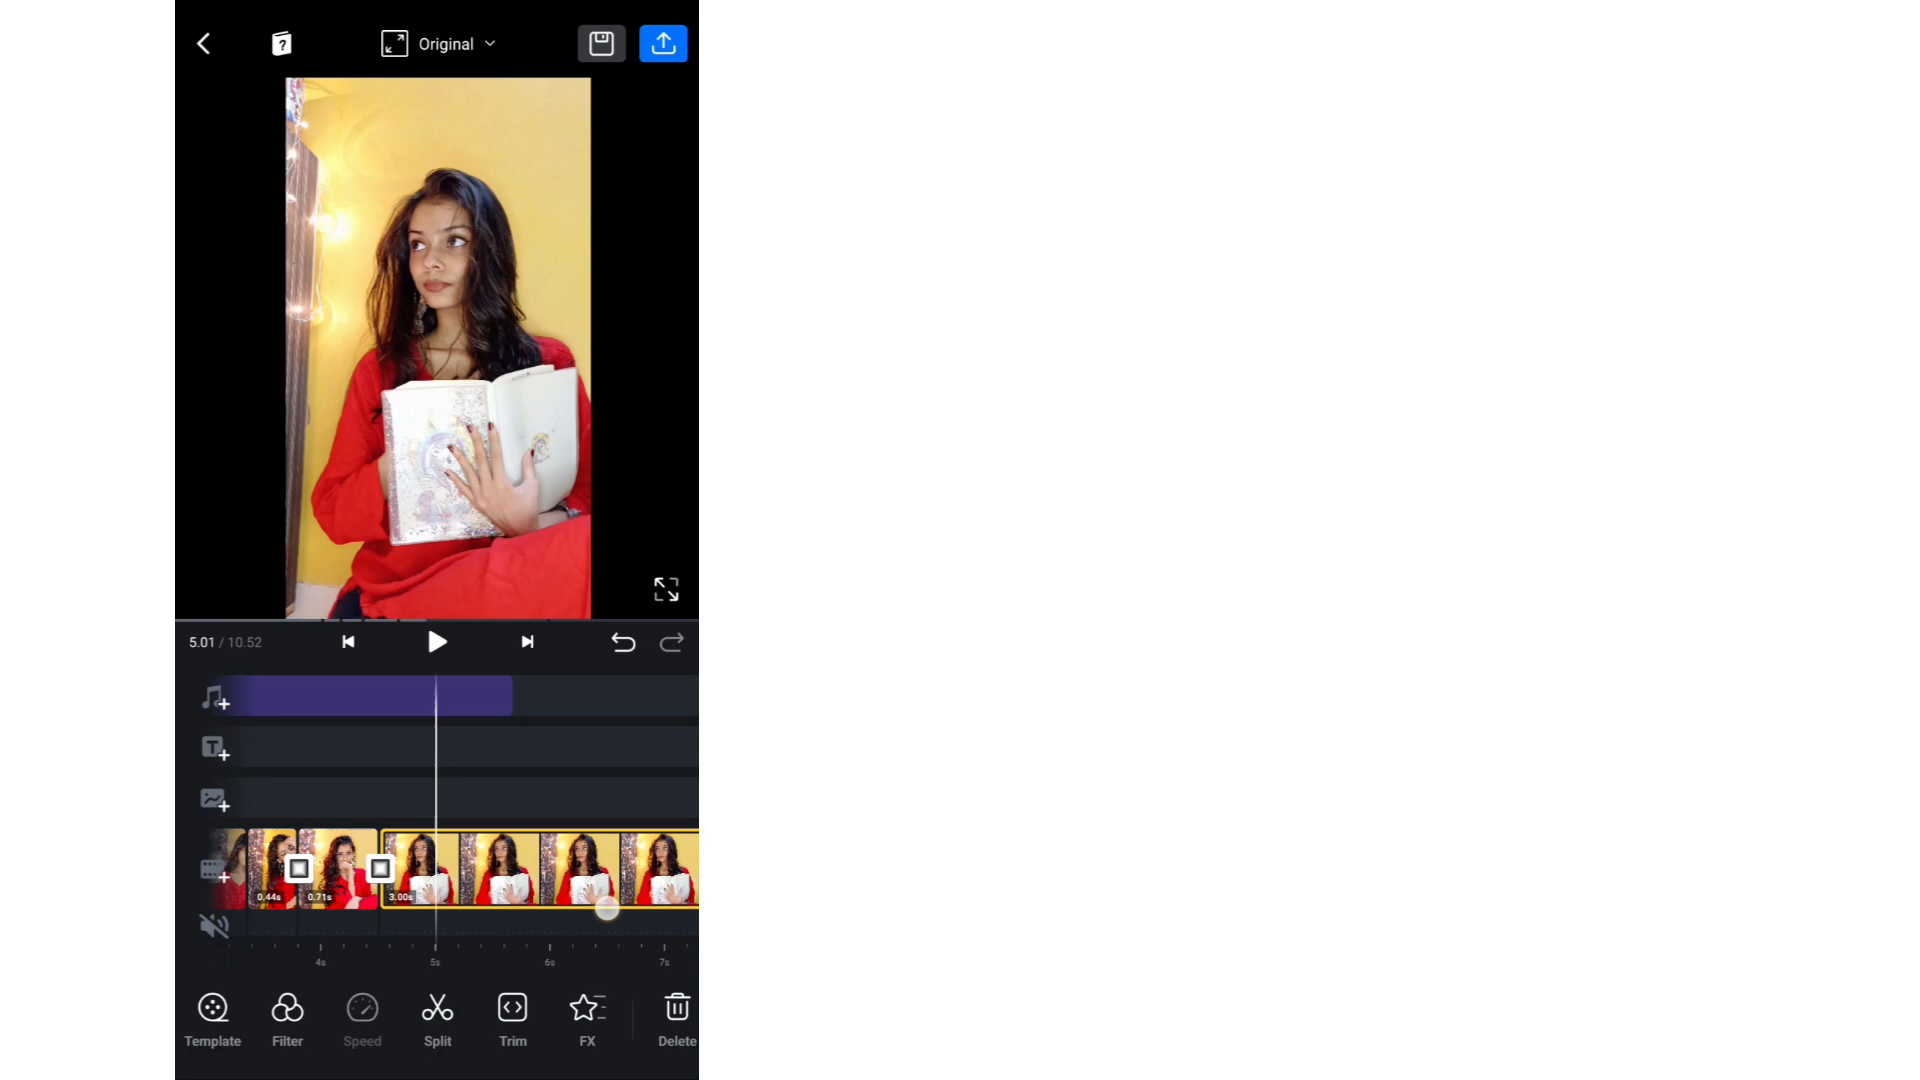 Original
5.01 / 10.52
0.44s
0.71s
3.00s
4s
5s
6s
7s
Template
Filter
Speed
Split
Trim
FX
Delete